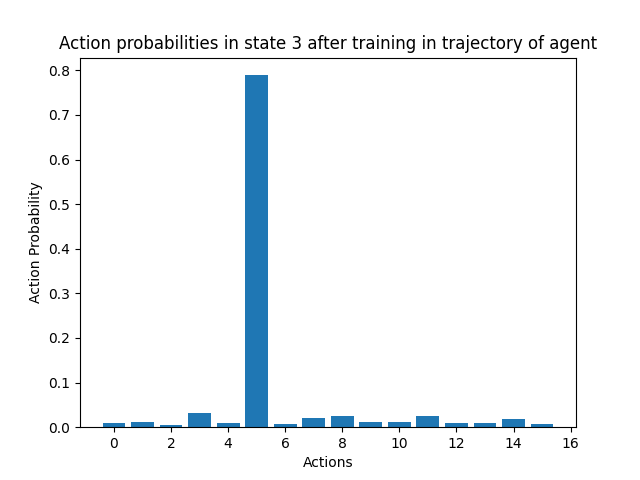 Action probabilities in state 3 after training in trajectory of agent
0.8
0.7
0.6
0.5
0.4
0.3
0.2
0.1
0.0
Action Probability
0 2 4 6 8 10 12 14 16
Actions